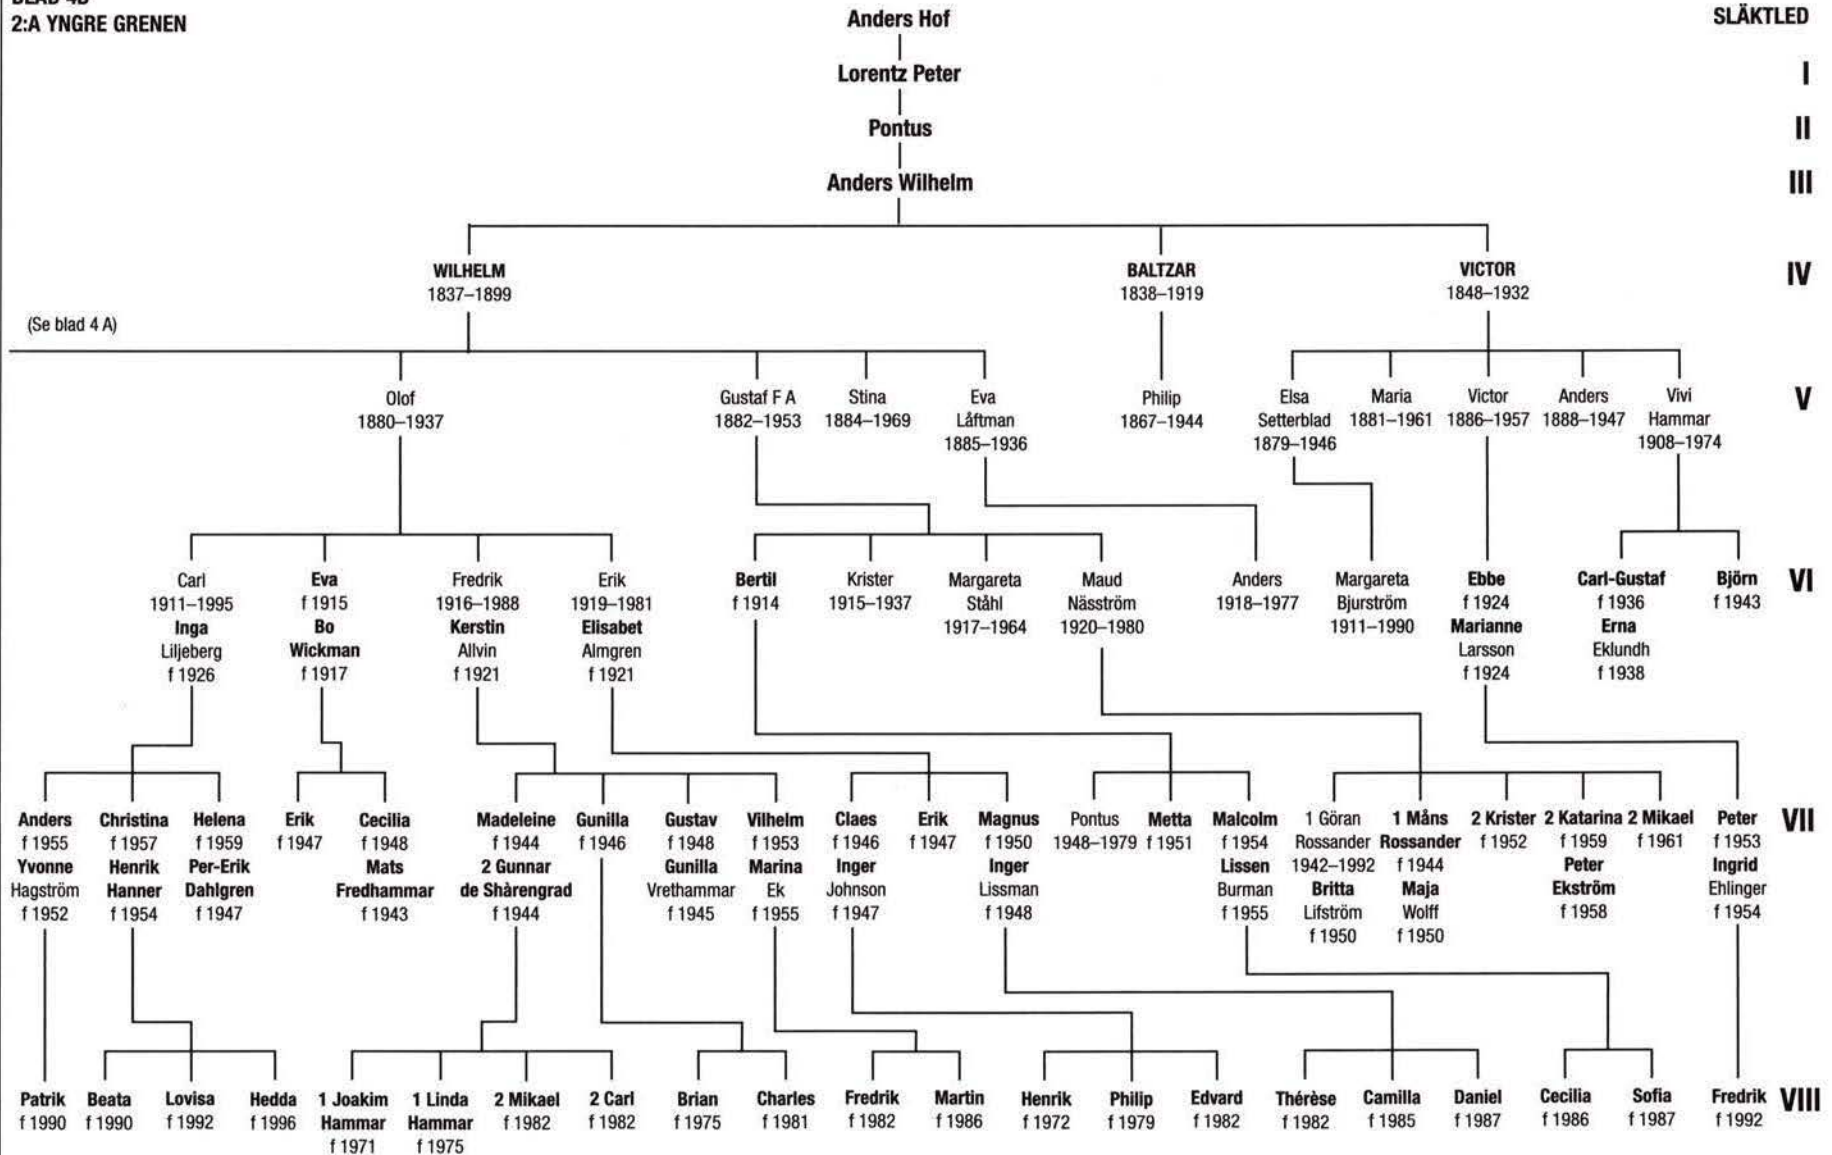 2:A YNGRE GRENEN
Anders Hof
SLÄKTLED
Lorentz Peter
I
Pontus
II
Anders Wilhelm
III
WILHELM
1837–1899
BALTZAR
1838–1919
VICTOR
1848–1932
IV
(Se blad 4 A)
Olof
1880–1937
Gustaf F A
1882–1953
Stina
1884–1969
Eva
Låftman
1885–1936
Philip
1867–1944
Elsa
Setterblad
1879–1946
Maria
1881–1961
Victor
1886–1957
Anders
1888–1947
Vivi
Hammar
1908–1974
V
Carl
1911–1995
Inga
Liljeberg
f 1926
Eva
f 1915
Bo
Wickman
f 1917
Fredrik
1916–1988
Kerstin
Allvin
f 1921
Erik
1919–1981
Elisabet
Almgren
f 1921
Bertil
f 1914
Krister
1915–1937
Margareta
Ståhl
1917–1964
Maud
Näsström
1920–1980
Anders
1918–1977
Margareta
Bjurström
1911–1990
Ebbe
f 1924
Marianne
Larsson
f 1924
Carl-Gustaf
f 1936
Erna
Eklundh
f 1938
Björn
f 1943
VI
Anders
f 1955
Yvonne
Hagström
f 1952
Christina
f 1957
Henrik
Hanner
f 1954
Helena
f 1959
Per-Erik
Dahlgren
f 1947
Erik
f 1947
Cecilia
f 1948
Mats
Fredhammar
f 1943
Madeleine
f 1944
2 Gunnar
de Shàrengrad
f 1944
Gunilla
f 1946
Gustav
f 1948
Gunilla
Vrethammar
f 1945
Vilhelm
f 1953
Marina
Ek
f 1955
Claes
f 1946
Inger
Johnson
f 1947
Erik
f 1947
Magnus
f 1950
Inger
Lissman
f 1948
Pontus
1948–1979
Metta
f 1951
Malcolm
f 1954
Lissen
Burman
f 1955
1 Göran
Rossander
1942–1992
Britta
Lifström
f 1950
1 Måns
Rossander
f 1944
Maja
Wolff
f 1950
2 Krister
f 1952
2 Katarina
f 1959
Peter
Ekström
f 1958
2 Mikael
f 1961
Peter
f 1953
Ingrid
Ehlinger
f 1954
VII
Patrik
f 1990
Beata
f 1990
Lovisa
f 1992
Hedda
f 1996
1 Joakim
Hammar
f 1971
1 Linda
Hammar
f 1975
2 Mikael
f 1982
2 Carl
f 1982
Brian
f 1975
Charles
f 1981
Fredrik
f 1982
Martin
f 1986
Henrik
f 1972
Philip
f 1979
Edvard
f 1982
Thérèse
f 1982
Camilla
f 1985
Daniel
f 1987
Cecilia
f 1986
Sofia
f 1987
Fredrik
f 1992
VIII